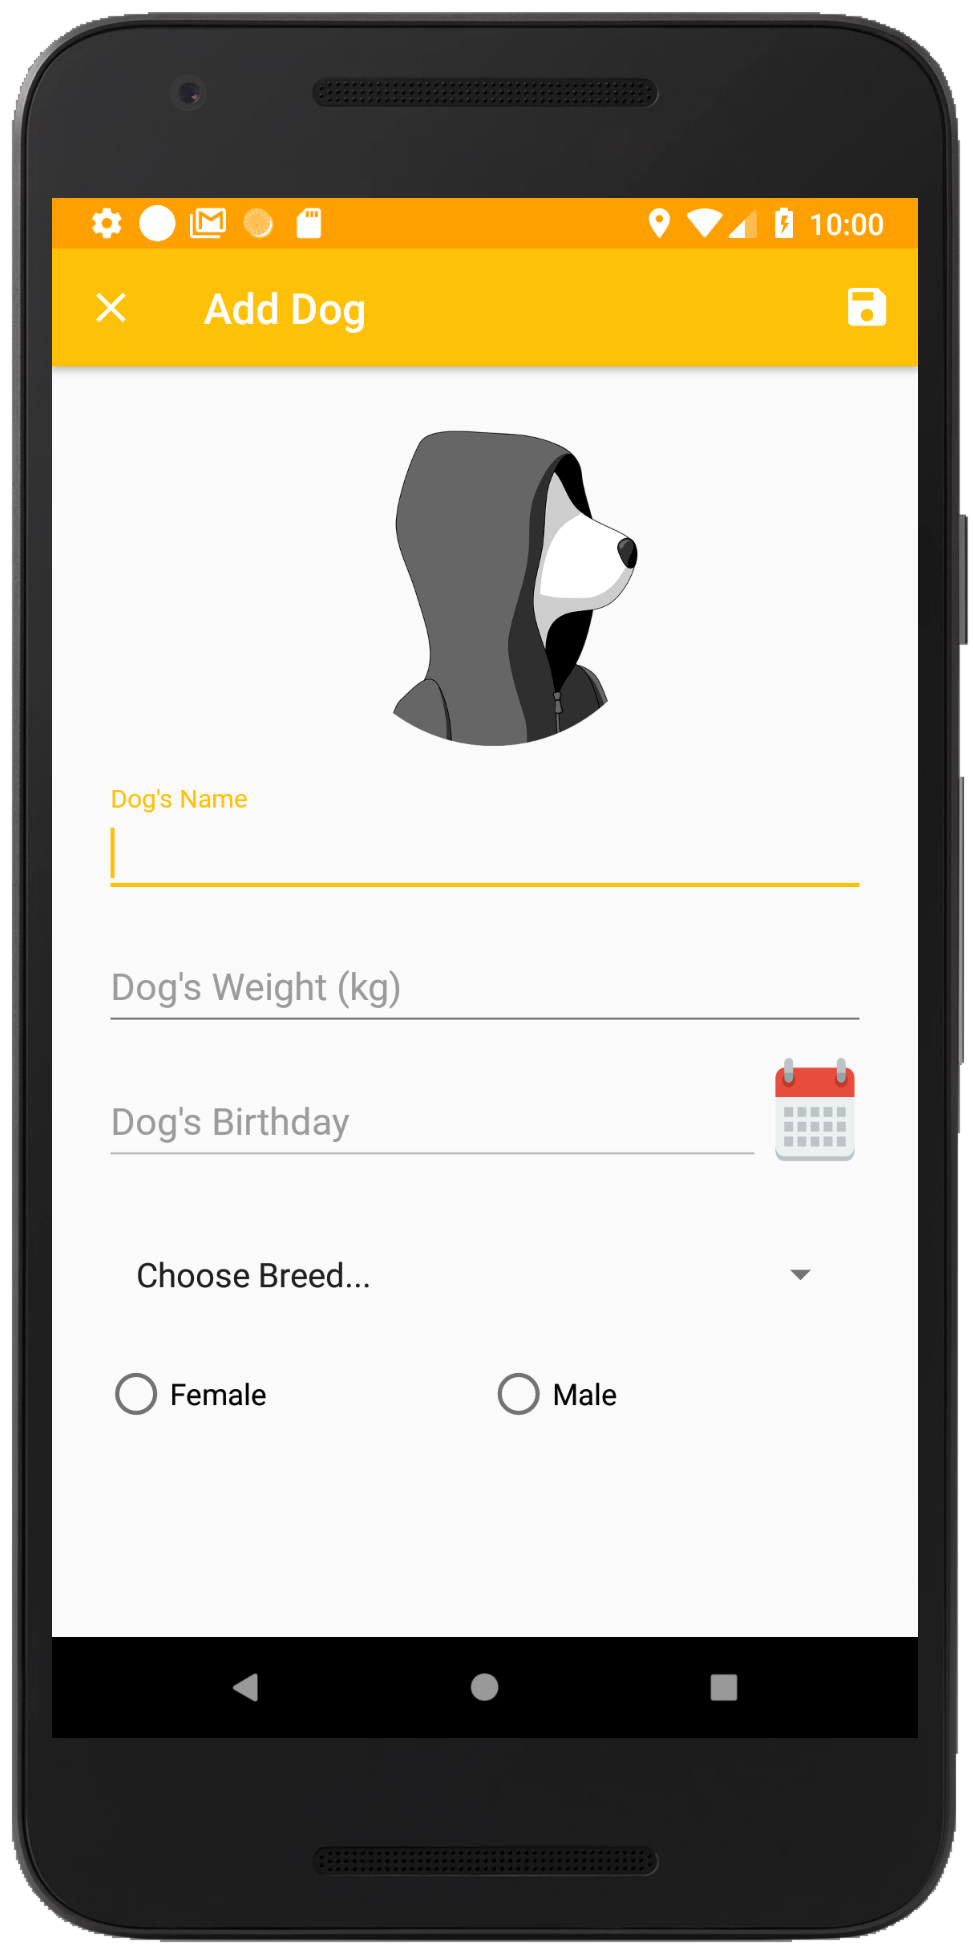 10:00
Add Dog
Dog's Name
Dog's Weight (kg)
Dog's Birthday
Choose Breed...
Female Male